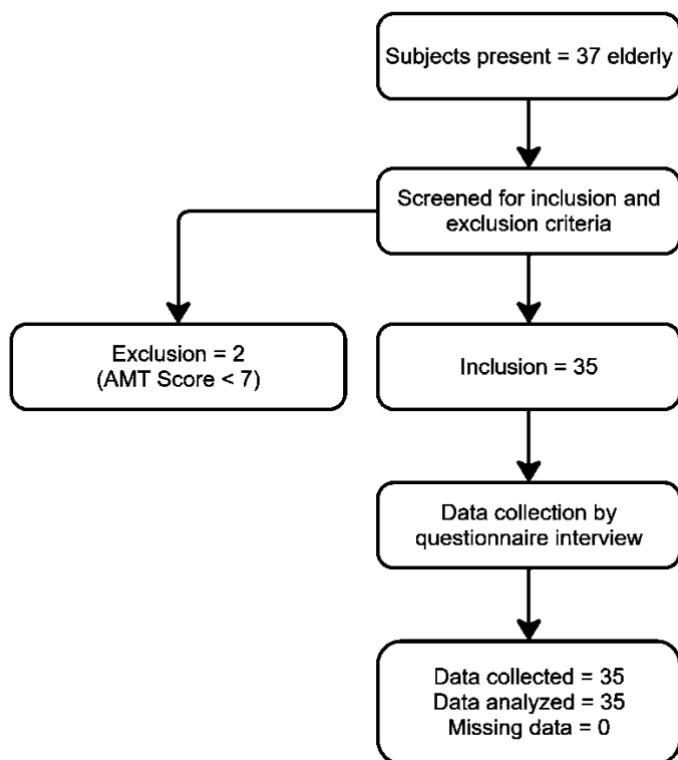 Subjects present = 37 elderly
Screened for inclusion and
exclusion criteria
Exclusion = 2
(AMT Score < 7)
Inclusion = 35
Data collection by
questionnaire interview
Data collected = 35
Data analyzed = 35
Missing data = 0